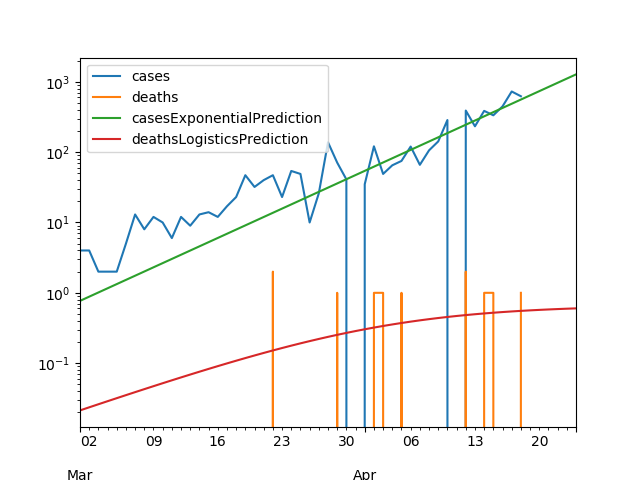 cases
deaths
casesExponentialPrediction
deathsLogisticsPrediction
10³
10²
10¹
10⁰
10⁻¹
02 09 16 23 30 06 13 20
Mar Apr